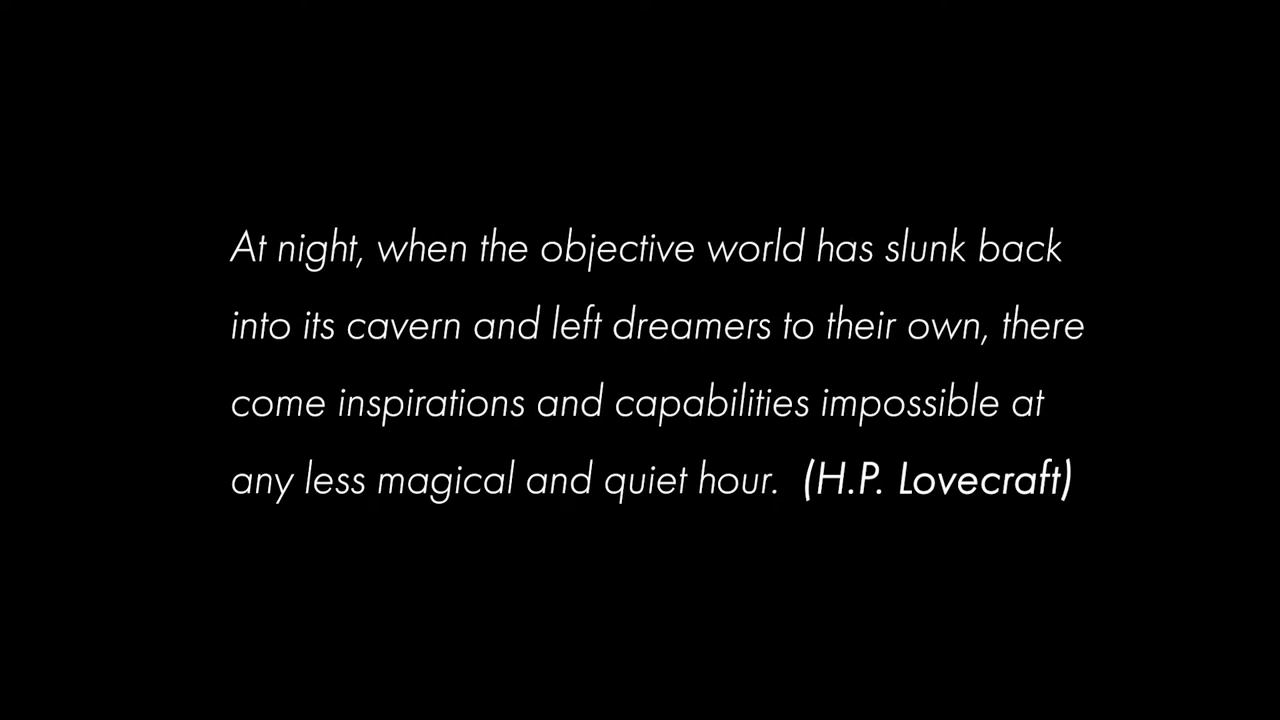 At night, when the objective world has slunk back
into its cavern and left dreamers to their own, there
come inspirations and capabilities impossible at
any less magical and quiet hour. (H.P. Lovecraft)